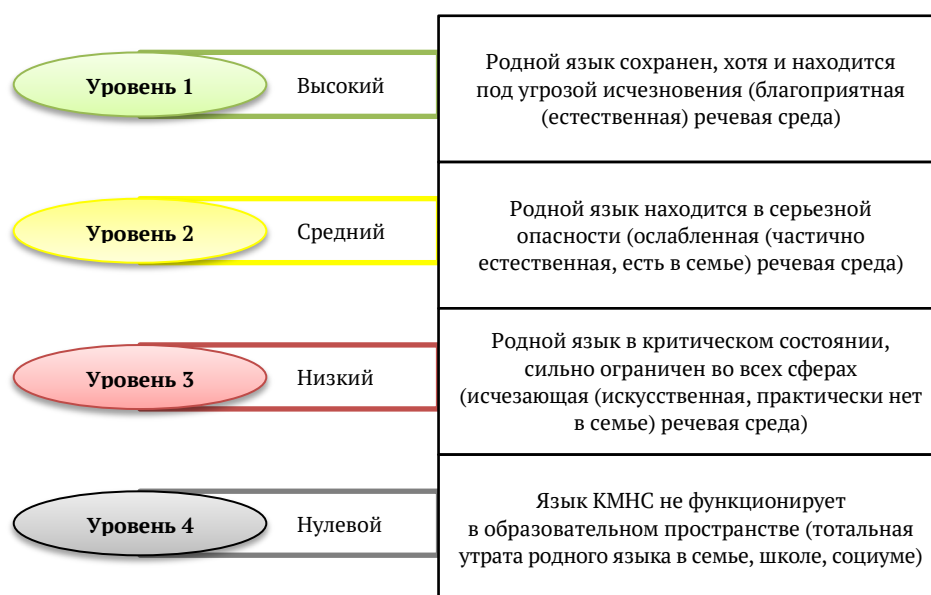 Уровень 1
Высокий
Родной язык сохранен, хотя и находится
под угрозой исчезновения (благоприятная
(естественная) речевая среда)
Уровень 2
Средний
Родной язык находится в серьезной
опасности (ослабленная (частично
естественная, есть в семье) речевая среда)
Уровень 3
Низкий
Родной язык в критическом состоянии,
сильно ограничен во всех сферах
(исчезающая (искусственная, практически нет
в семье) речевая среда)
Уровень 4
Нулевой
Язык КМНС не функционирует
в образовательном пространстве (тотальная
утрата родного языка в семье, школе, социуме)